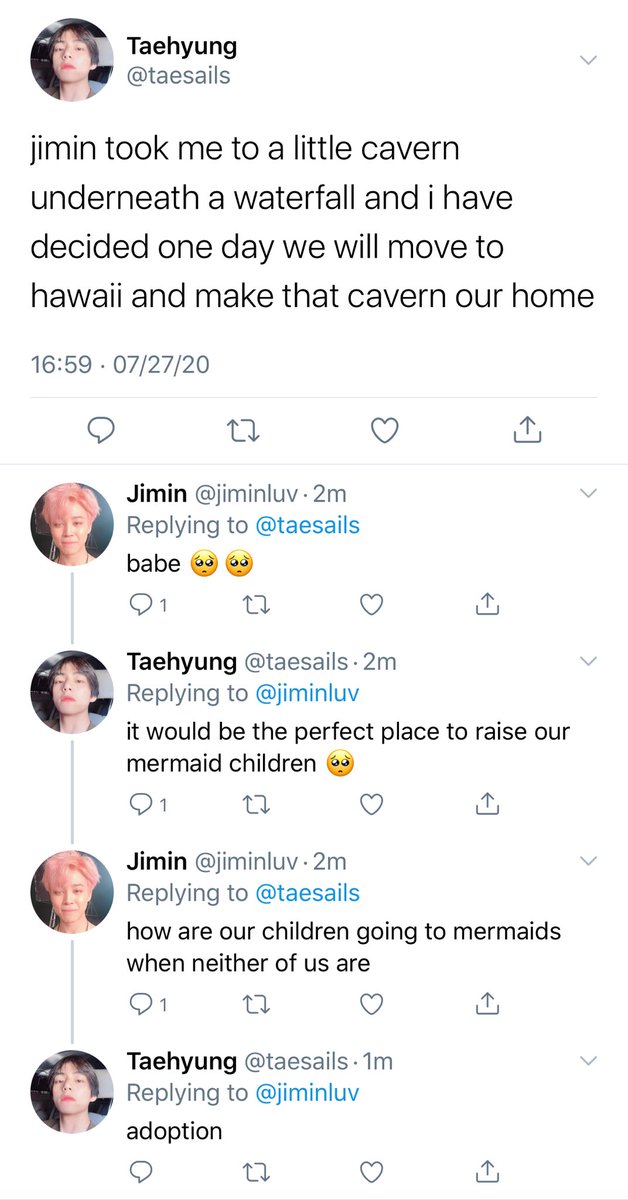 Taehyung
@taesails
jimin took me to a little cavern
underneath a waterfall and i have
decided one day we will move to
hawaii and make that cavern our home
16:59 · 07/27/20
Jimin @jiminluv · 2m
Replying to @taesails
babe 🥺 🥺
1
Taehyung @taesails · 2m
Replying to @jiminluv
it would be the perfect place to raise our
mermaid children 🥺
1
Jimin @jiminluv · 2m
Replying to @taesails
how are our children going to mermaids
when neither of us are
1
Taehyung @taesails · 1m
Replying to @jiminluv
adoption